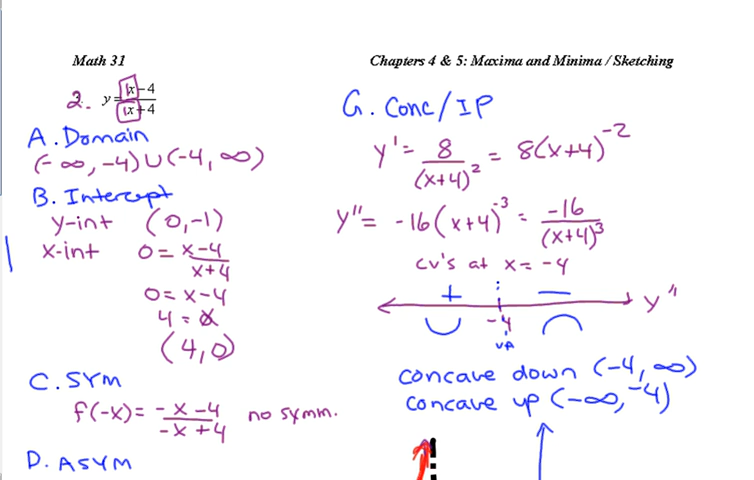 Math 31
Chapters 4 & 5: Maxima and Minima / Sketching
2. y = (1x-4)/(1x+4)
A. Domain
(-∞, -4) ∪ (-4, ∞)
B. Intercept
y-int (0, -1)
x-int 0 = (x-4)/(x+4)
0 = x-4
4 = x
(4, 0)
C. SYM
f(-x) = (-x-4)/(-x+4) no symm.
D. ASYM
G. Conc/IP
y' = 8/(x+4)² = 8(x+4)⁻²
y'' = -16(x+4)⁻³ = -16/(x+4)³
CV's at x = -4
+ − y''
-4
VA
concave down (-4, ∞)
concave up (-∞, -4)